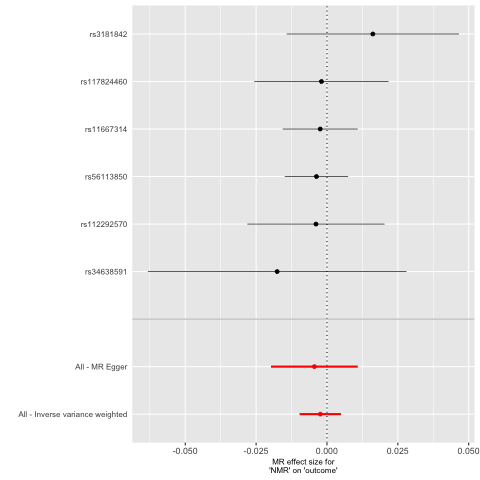 rs3181842
rs117824460
rs11667314
rs56113850
rs112292570
rs34638591
All - MR Egger
All - Inverse variance weighted
-0.050 -0.025 0.000 0.025 0.050
MR effect size for
'NMR' on 'outcome'